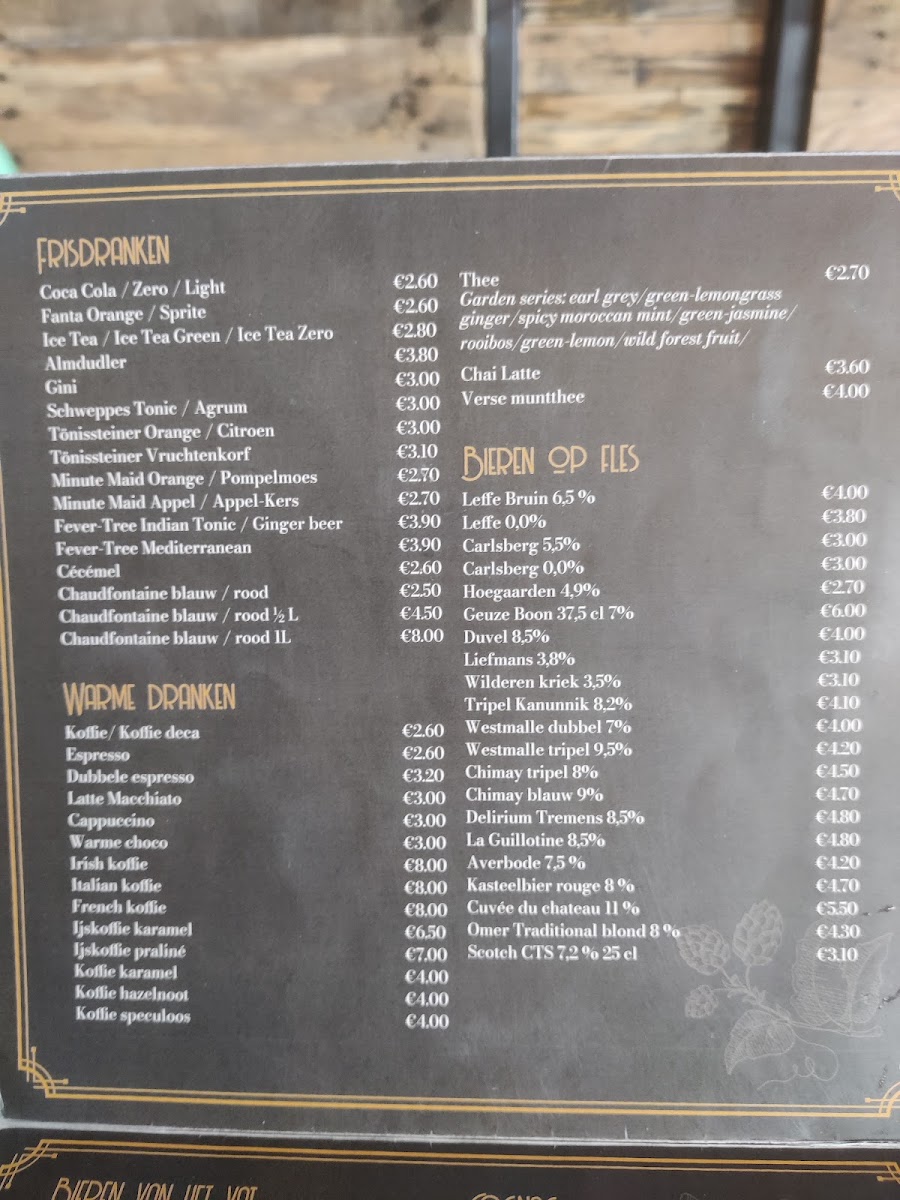 FRISDRANKEN
Coca Cola / Zero / Light €2.60
Fanta Orange / Sprite €2.60
Ice Tea / Ice Tea Green / Ice Tea Zero €2.80
Almdudler €3.80
Gini €3.00
Schweppes Tonic / Agrum €3.00
Tönissteiner Orange / Citroen €3.00
Tönissteiner Vruchtenkorf €3.10
Minute Maid Orange / Pompelmoes €2.70
Minute Maid Appel / Appel-Kers €2.70
Fever-Tree Indian Tonic / Ginger beer €3.90
Fever-Tree Mediterranean €3.90
Cécémel €2.60
Chaudfontaine blauw / rood €2.50
Chaudfontaine blauw / rood ½ L €4.50
Chaudfontaine blauw / rood 1L €8.00
WARME DRANKEN
Koffie/ Koffie deca €2.60
Espresso €2.60
Dubbele espresso €3.20
Latte Macchiato €3.00
Cappuccino €3.00
Warme choco €3.00
Irish koffie €8.00
Italian koffie €8.00
French koffie €8.00
Ijskoffie karamel €6.50
Ijskoffie praliné €7.00
Koffie karamel €4.00
Koffie hazelnoot €4.00
Koffie speculoos €4.00
Thee €2.70
Garden series: earl grey/green-lemongrass
ginger/spicy moroccan mint/green-jasmine/
rooibos/green-lemon/wild forest fruit/
Chai Latte €3.60
Verse muntthee €4.00
BIEREN OP FLES
Leffe Bruin 6,5 % €4.00
Leffe 0,0% €3.80
Carlsberg 5,5% €3.00
Carlsberg 0,0% €3.00
Hoegaarden 4,9% €2.70
Geuze Boon 37,5 cl 7% €6.00
Duvel 8,5% €4.00
Liefmans 3,8% €3.10
Wilderen kriek 3,5% €3.10
Tripel Kanunnik 8,2% €4.10
Westmalle dubbel 7% €4.00
Westmalle tripel 9,5% €4.20
Chimay tripel 8% €4.50
Chimay blauw 9% €4.70
Delirium Tremens 8,5% €4.80
La Guillotine 8,5% €4.80
Averbode 7,5 % €4.20
Kasteelbier rouge 8 % €4.70
Cuvée du chateau 11 % €5.50
Omer Traditional blond 8 % €4.30
Scotch CTS 7,2 % 25 cl €3.10
BIEREN VAN HET VAT